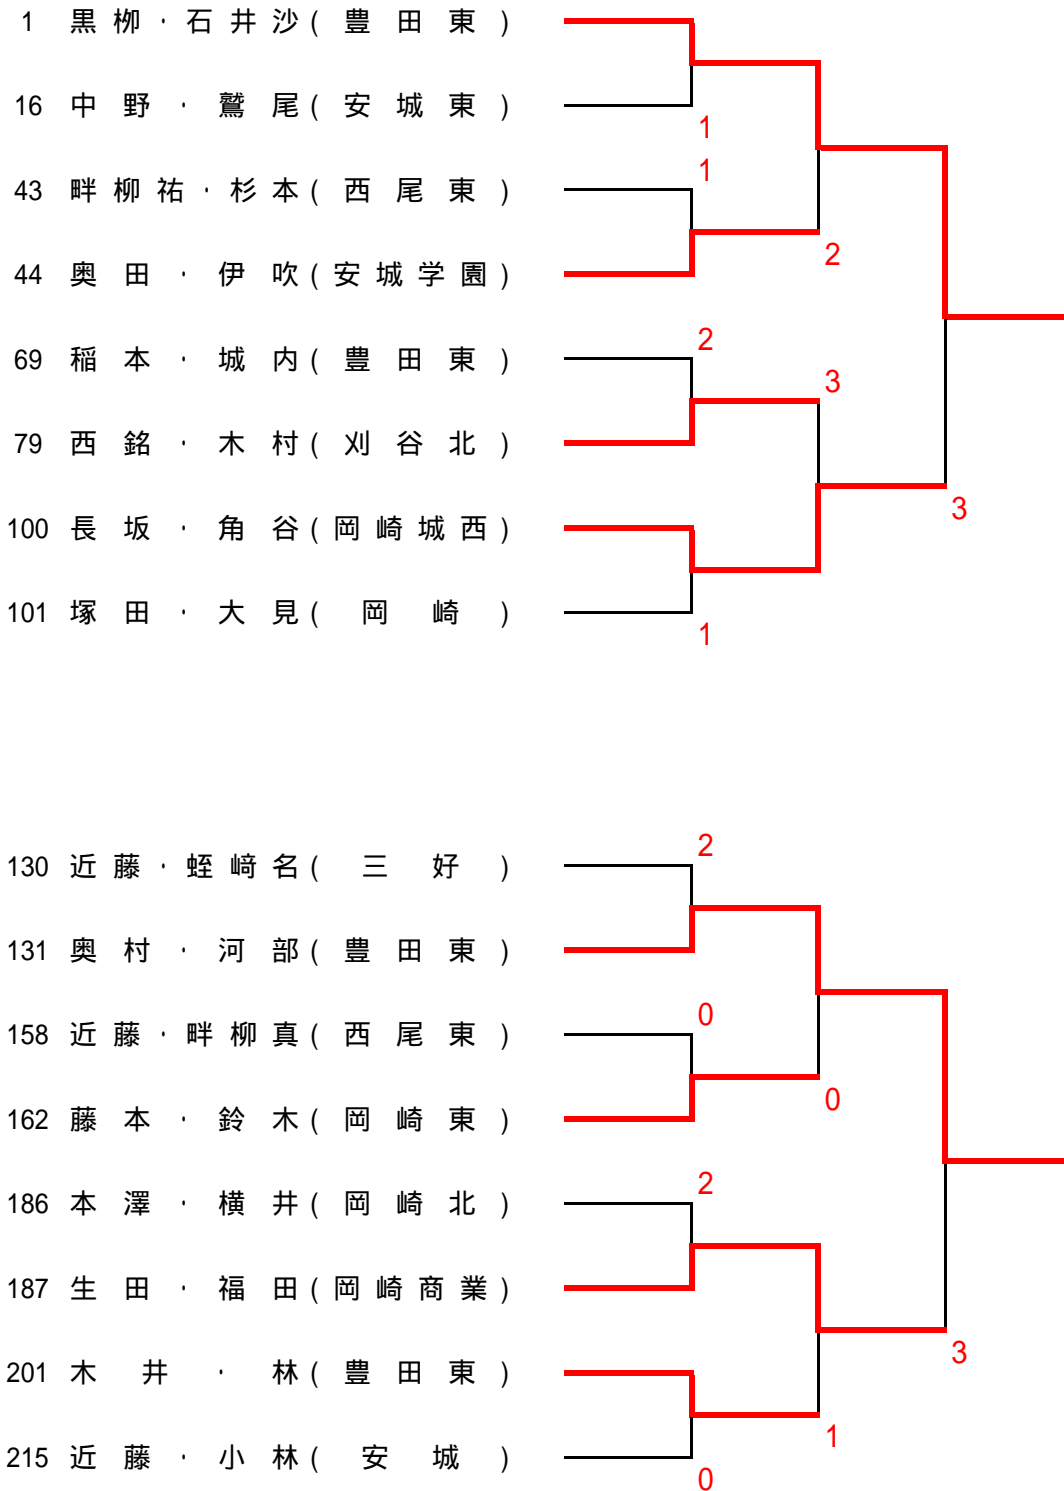 1 黒栁・石井沙(豊田東)
16 中野・鷲尾(安城東)
1
1
43 畔柳祐・杉本(西尾東)
2
44 奥田・伊吹(安城学園)
2
69 稲本・城内(豊田東)
3
79 西銘・木村(刈谷北)
3
100 長坂・角谷(岡崎城西)
101 塚田・大見(岡崎)
1
2
130 近藤・蛭﨑名(三好)
131 奥村・河部(豊田東)
0
158 近藤・畔柳真(西尾東)
0
162 藤本・鈴木(岡崎東)
2
186 本澤・横井(岡崎北)
187 生田・福田(岡崎商業)
3
201 木井・林(豊田東)
1
215 近藤・小林(安城)
0